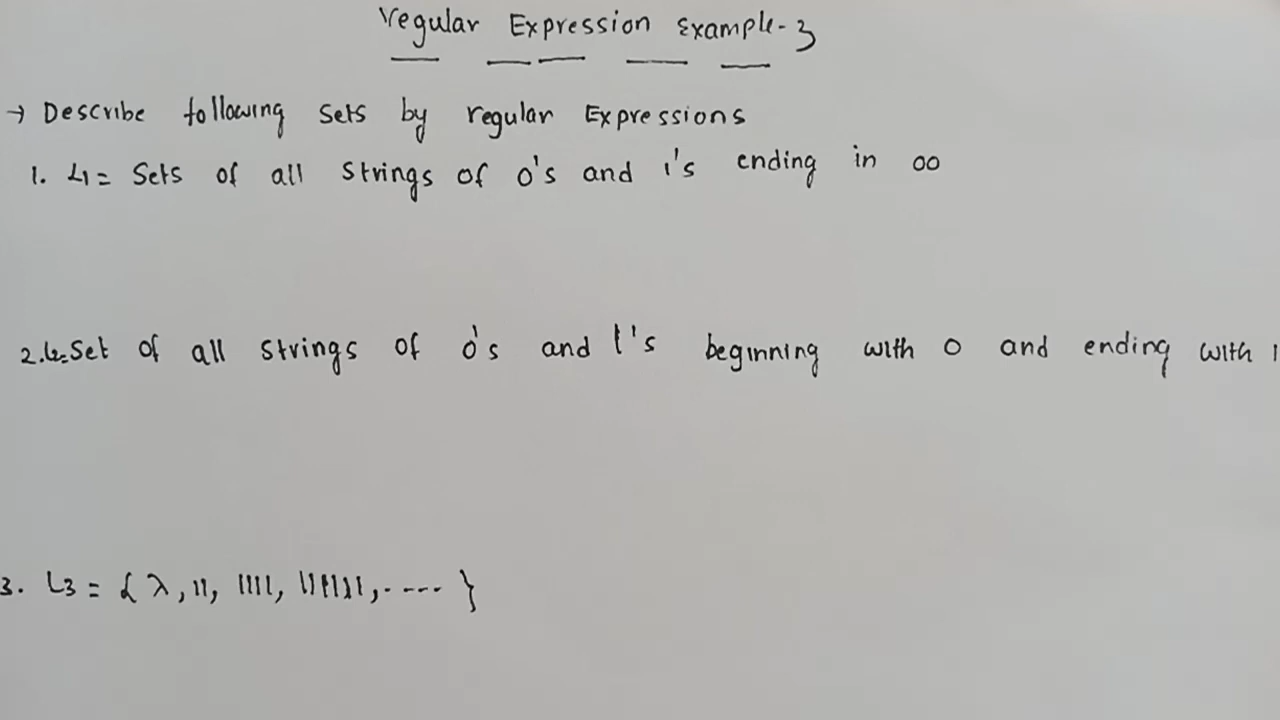 regular Expression Example-3
→ Describe following sets by regular Expressions
1. L1 = Sets of all strings of 0's and 1's ending in 00
2. L2=Set of all strings of 0's and 1's beginning with 0 and ending with 1
3. L3 = {λ, 11, 1111, 111111, ..... }